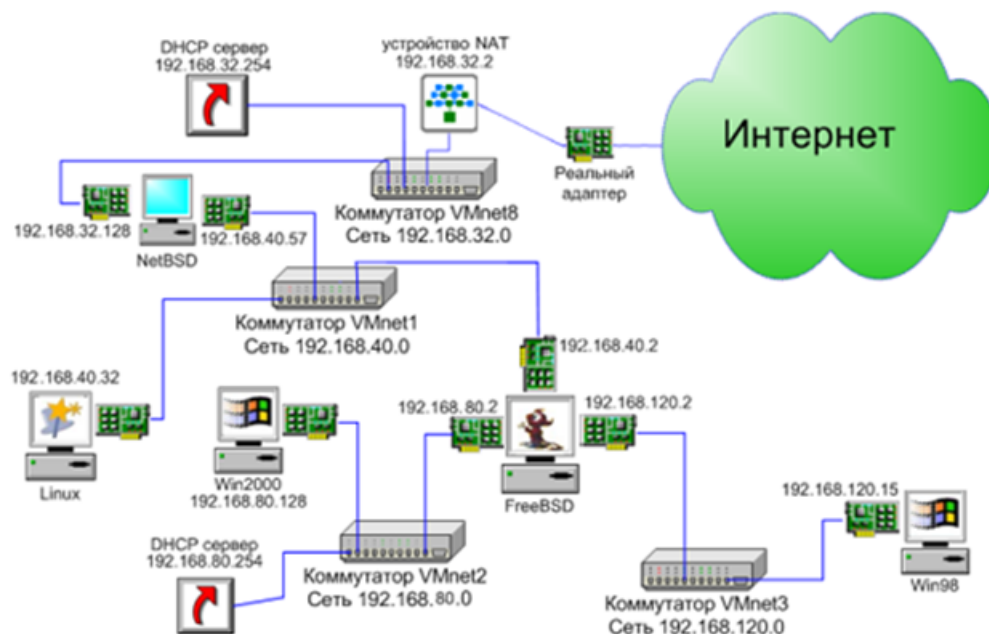 DHCP сервер
192.168.32.254
устройство NAT
192.168.32.2
Интернет
Реальный
адаптер
Коммутатор VMnet8
Сеть 192.168.32.0
192.168.32.128
192.168.40.57
NetBSD
Коммутатор VMnet1
Сеть 192.168.40.0
192.168.40.2
192.168.40.32
Linux
Win2000
192.168.80.128
192.168.80.2
192.168.120.2
FreeBSD
192.168.120.15
Win98
DHCP сервер
192.168.80.254
Коммутатор VMnet2
Сеть 192.168.80.0
Коммутатор VMnet3
Сеть 192.168.120.0